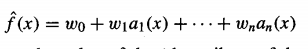 f̂(x) = w₀ + w₁a₁(x) + ··· + wₙaₙ(x)